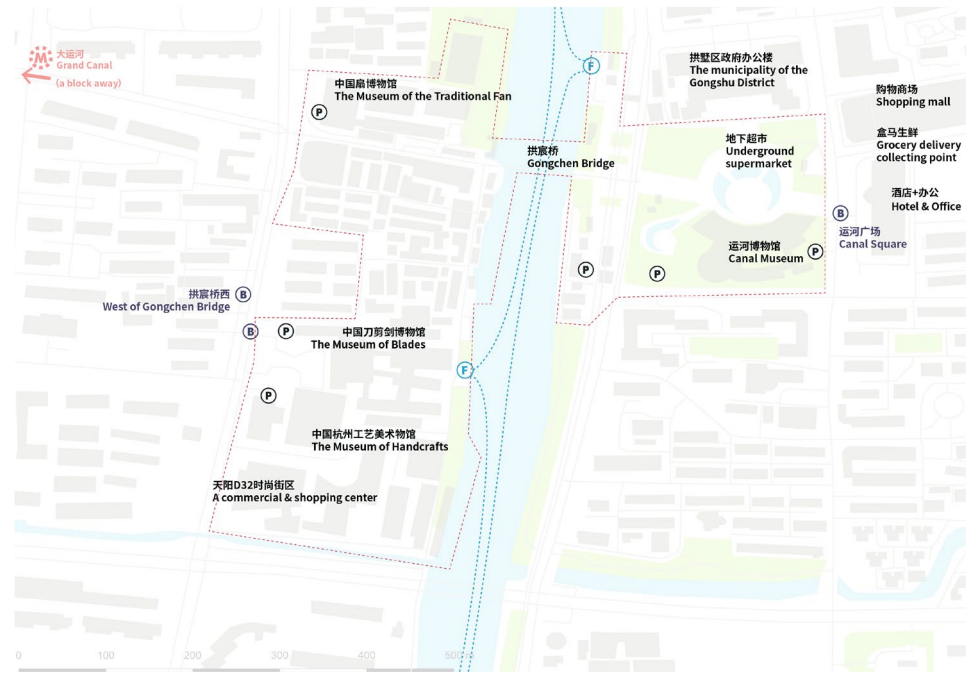 M
大运河
Grand Canal
(a block away)
中国扇博物馆
The Museum of the Traditional Fan
P
F
拱墅区政府办公楼
The municipality of the
Gongshu District
购物商场
Shopping mall
盒马生鲜
Grocery delivery
collecting point
地下超市
Underground
supermarket
拱宸桥
Gongchen Bridge
酒店+办公
Hotel & Office
B
运河广场
Canal Square
运河博物馆
Canal Museum
P
P
P
拱宸桥西
West of Gongchen Bridge
B
B
P
中国刀剪剑博物馆
The Museum of Blades
F
P
中国杭州工艺美术物馆
The Museum of Handcrafts
天阳D32时尚街区
A commercial & shopping center
0
100
200
300
400
500 m